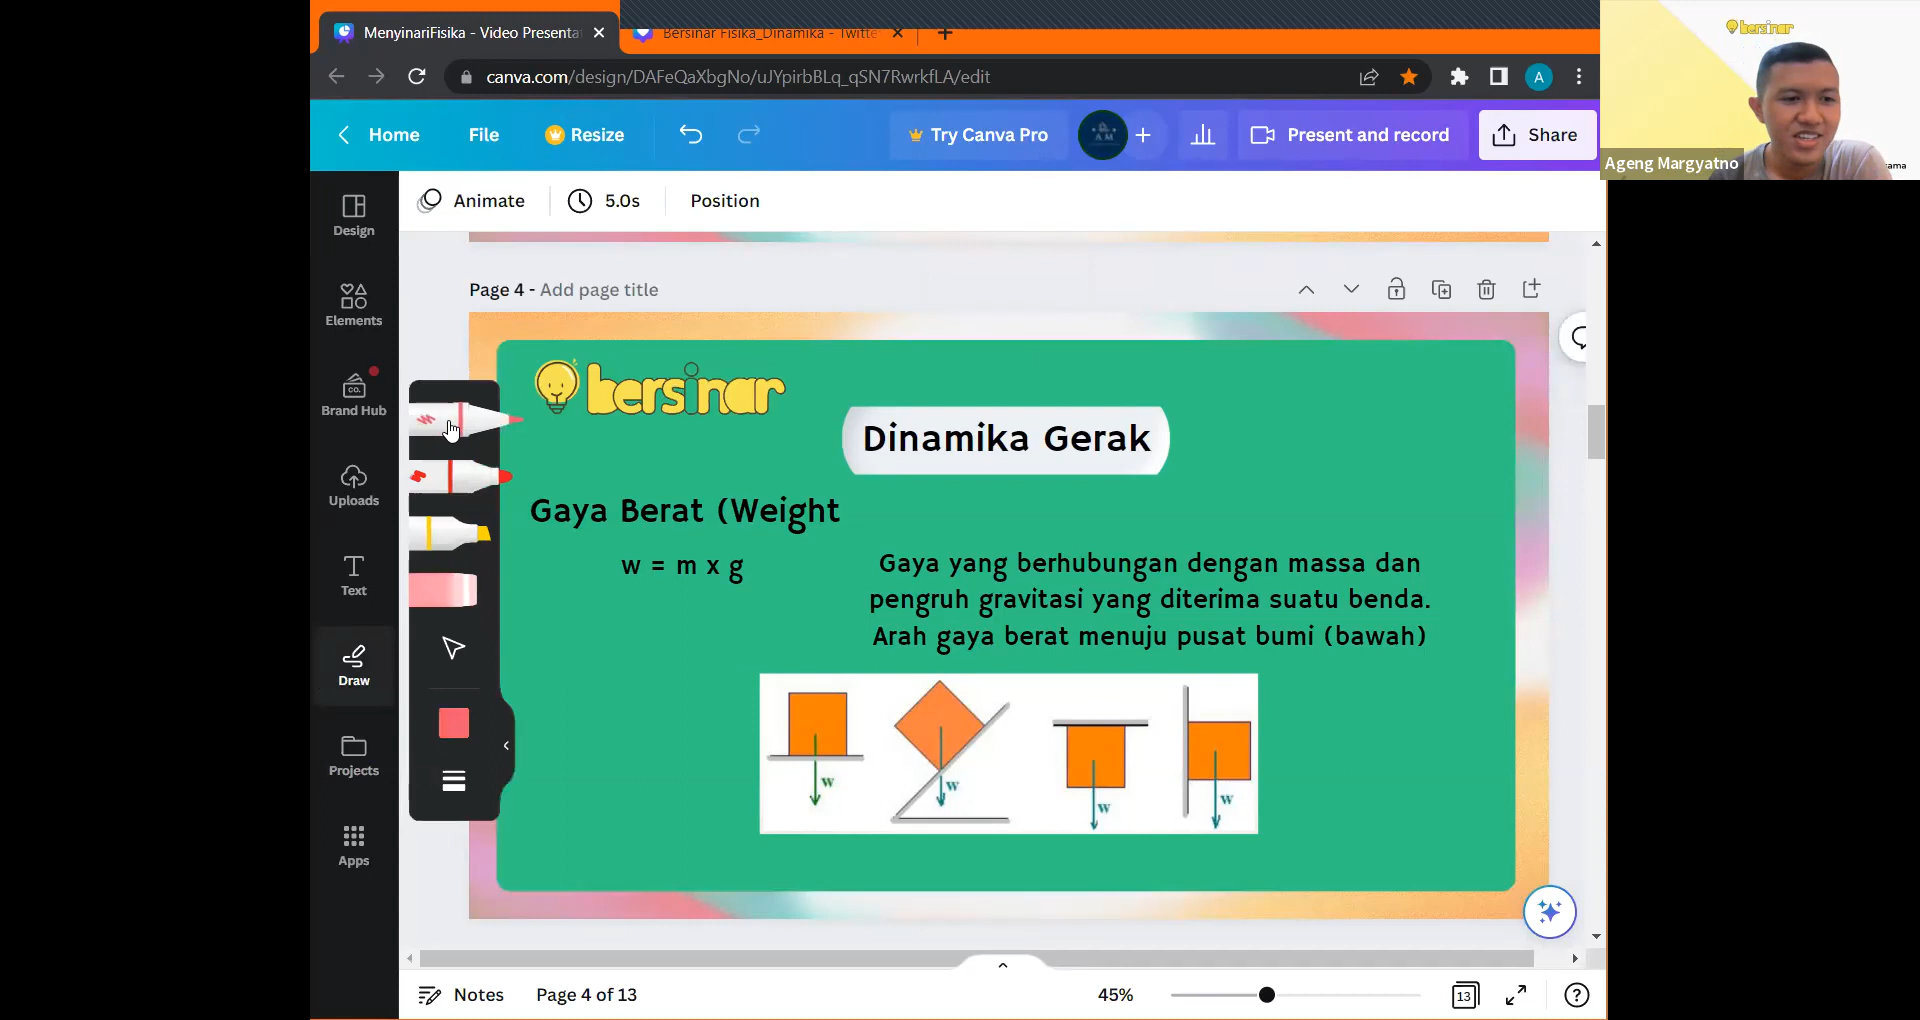 MenyinariFisika - Video Presenta
Bersinar Fisika_Dinamika - Twitte
canva.com/design/DAFeQaXbgNo/uJYpirbBLq_qSN7RwrkfLA/edit
A
bersinar
Ageng Margyatno
Home
File
Resize
Try Canva Pro
Present and record
Share
Animate
5.0s
Position
Design
Elements
Brand Hub
Uploads
Text
Draw
Projects
Apps
Page 4 - Add page title
bersinar
Dinamika Gerak
Gaya Berat (Weight
w = m x g
Gaya yang berhubungan dengan massa dan
pengruh gravitasi yang diterima suatu benda.
Arah gaya berat menuju pusat bumi (bawah)
w
w
w
w
Notes
Page 4 of 13
45%
13